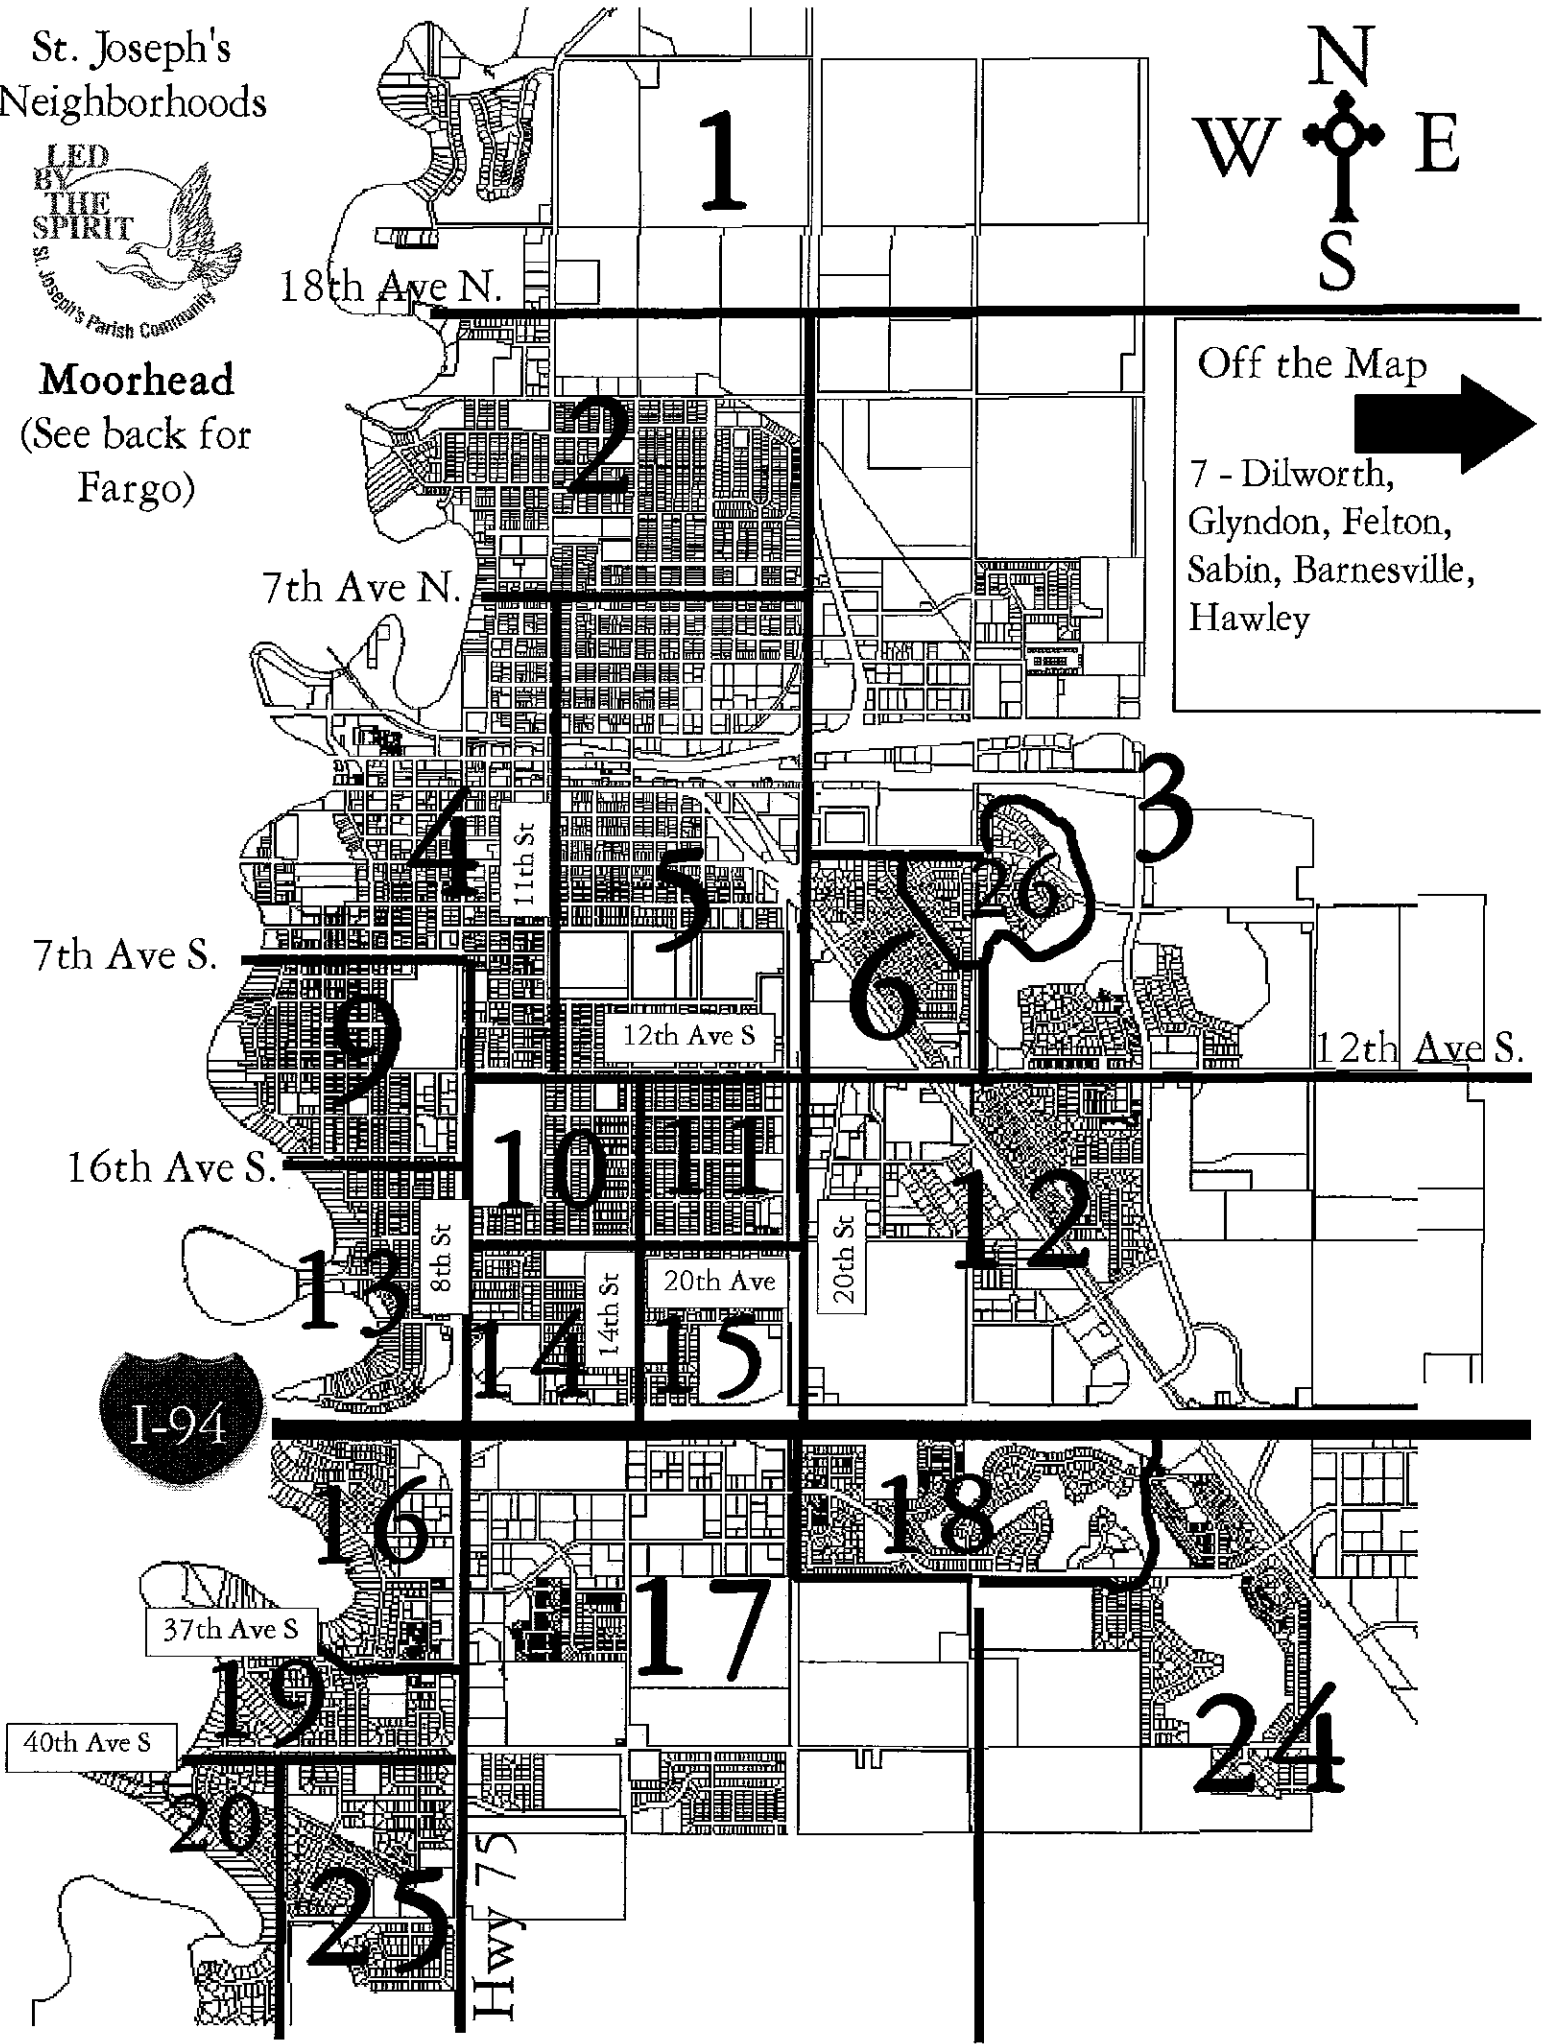 St. Joseph's
Neighborhoods
LED
BY
THE
SPIRIT
St. Joseph's Parish Community
Moorhead
(See back for
Fargo)
N
W E
S
1
18th Ave N.
Off the Map
7 - Dilworth,
Glyndon, Felton,
Sabin, Barnesville,
Hawley
2
7th Ave N.
3
4
11th St
5
26
7th Ave S.
6
9
12th Ave S
12th Ave S.
10
11
16th Ave S.
12
8th St
20th St
13
14th St
20th Ave
14
15
I-94
16
18
17
37th Ave S
19
24
40th Ave S
20
25
Hwy 75